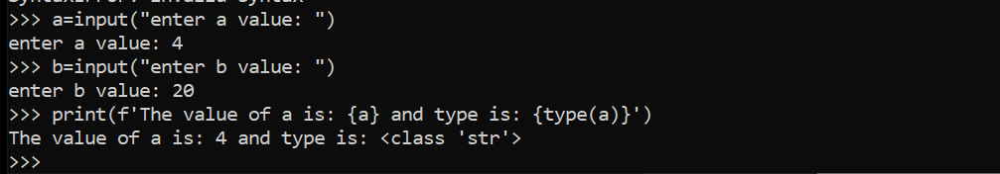 >>> a=input("enter a value: ")
enter a value: 4
>>> b=input("enter b value: ")
enter b value: 20
>>> print(f'The value of a is: {a} and type is: {type(a)}')
The value of a is: 4 and type is: <class 'str'>
>>>